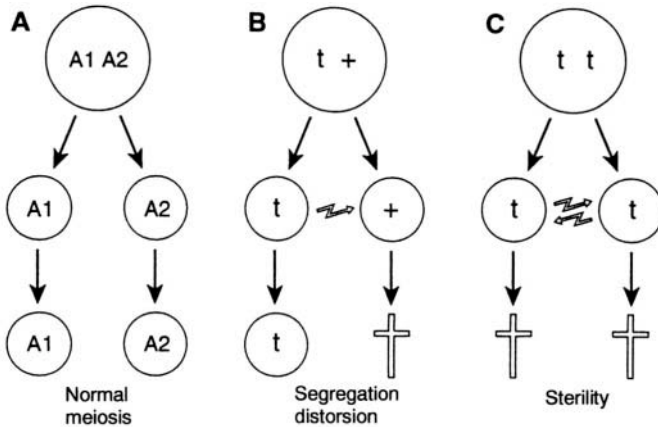 A
B
C
A1 A2
t +
t t
A1
A2
t
+
t
t
A1
A2
t
Normal
meiosis
Segregation
distorsion
Sterility